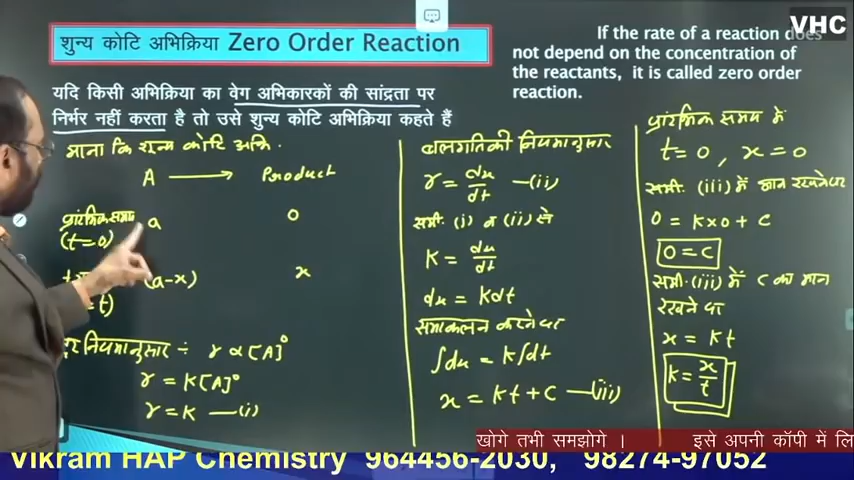 शुन्य कोटि अभिक्रिया Zero Order Reaction
VHC
If the rate of a reaction does
not depend on the concentration of
the reactants, it is called zero order
reaction.
यदि किसी अभिक्रिया का वेग अभिकारकों की सांद्रता पर
निर्भर नहीं करता है तो उसे शुन्य कोटि अभिक्रिया कहते हैं
माना कि शून्य कोटि अभि.
A ⟶ Product
प्रारंभिक समय a 0
(t=0)
(a-x) x
नियमानुसार ÷ r ∝ [A]⁰
r = K[A]⁰
r = K —(i)
बलगतिकी नियमानुसार
r = dx/dt —(ii)
समी. (i) व (ii) से
K = dx/dt
dx = Kdt
समाकलन करने पर
∫dx = K∫dt
x = Kt + C —(iii)
प्रारंभिक समय में
t = 0, x = 0
समी. (iii) में मान रखने पर
0 = K×0 + C
0 = C
समी. (iii) में C का मान
रखने पर
x = Kt
K = x/t
खोगे तभी समझोगे । इसे अपनी कॉपी में लि
Vikram HAP Chemistry 964456-2030, 98274-97052